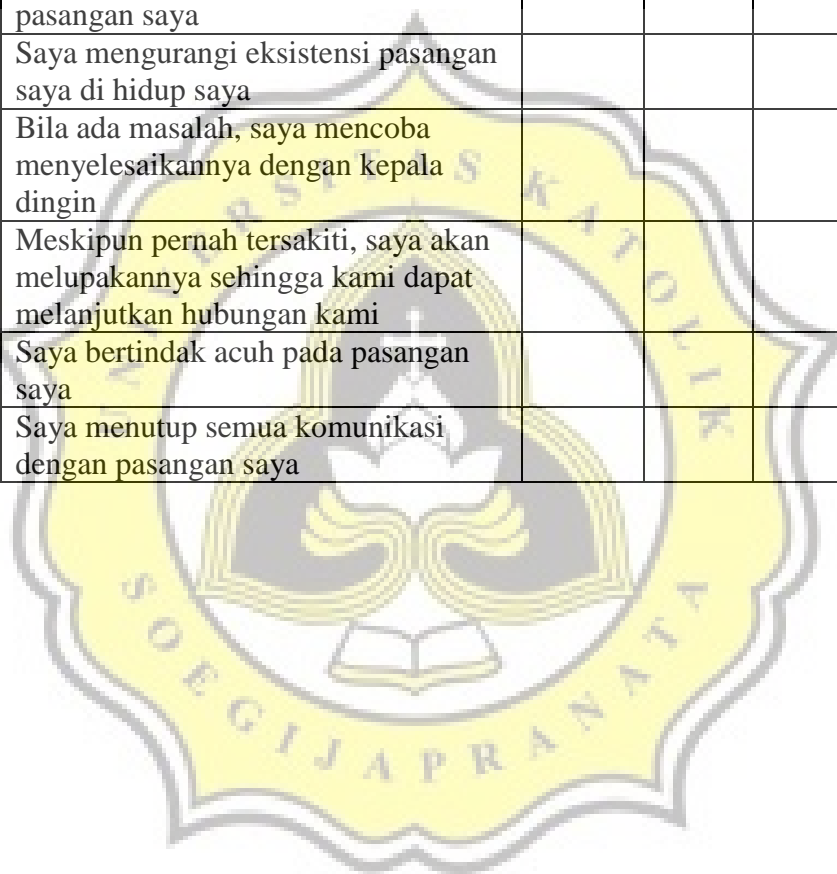 pasangan saya
Saya mengurangi eksistensi pasangan
saya di hidup saya
Bila ada masalah, saya mencoba
menyelesaikannya dengan kepala
dingin
Meskipun pernah tersakiti, saya akan
melupakannya sehingga kami dapat
melanjutkan hubungan kami
Saya bertindak acuh pada pasangan
saya
Saya menutup semua komunikasi
dengan pasangan saya
UNIVERSITAS KATOLIK
SOEGIJAPRANATA